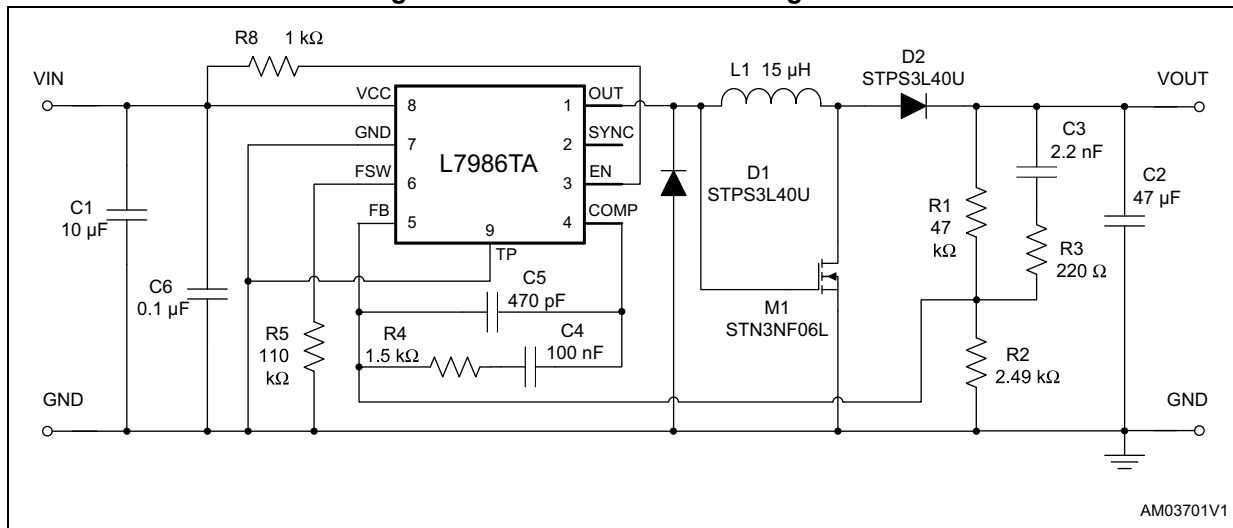 R8 1 kΩ
VIN
VCC
GND
FSW
FB
8
7
6
5
9
TP
L7986TA
1
2
3
4
OUT
SYNC
EN
COMP
L1 15 µH
D2
STPS3L40U
VOUT
C1
10 µF
C6
0.1 µF
R5
110
kΩ
C5
470 pF
R4
1.5 kΩ
C4
100 nF
D1
STPS3L40U
M1
STN3NF06L
R1
47
kΩ
C3
2.2 nF
R3
220 Ω
C2
47 µF
R2
2.49 kΩ
GND
GND
AM03701V1